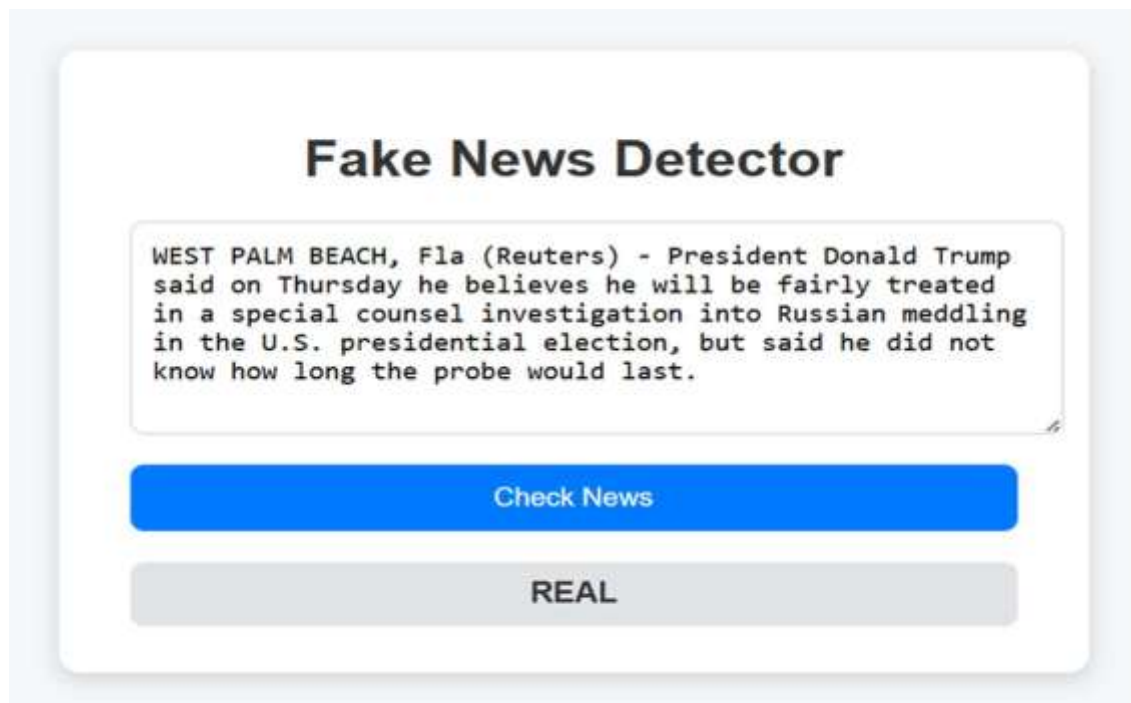 Fake News Detector
WEST PALM BEACH, Fla (Reuters) - President Donald Trump
said on Thursday he believes he will be fairly treated
in a special counsel investigation into Russian meddling
in the U.S. presidential election, but said he did not
know how long the probe would last.
Check News
REAL